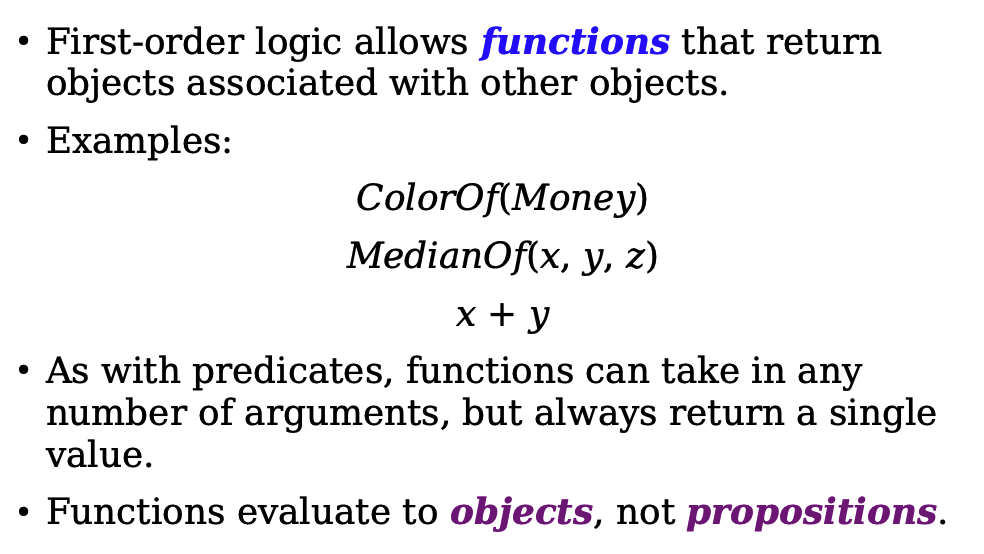 • First-order logic allows functions that return
objects associated with other objects.
• Examples:
ColorOf(Money)
MedianOf(x, y, z)
x + y
• As with predicates, functions can take in any
number of arguments, but always return a single
value.
• Functions evaluate to objects, not propositions.